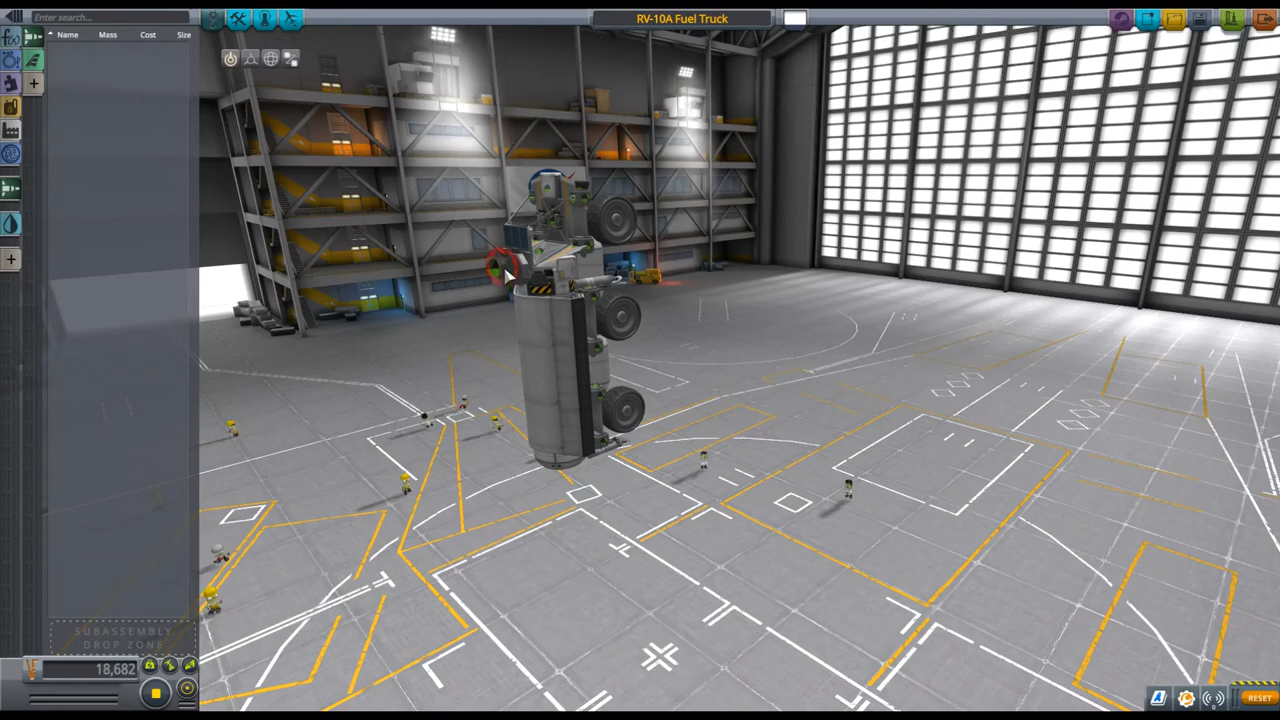 Enter search...
RV-10A Fuel Truck
Name Mass Cost Size
f(x)
SUBASSEMBLY
DROP ZONE
18,682
RESET